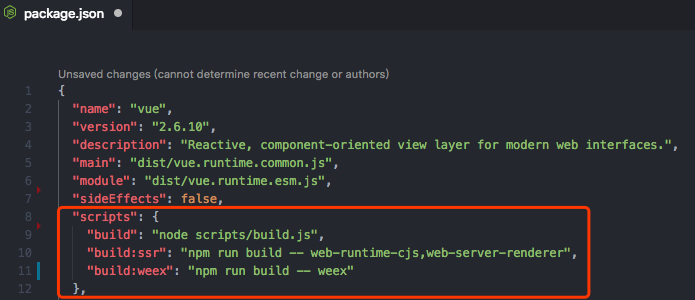 package.json
Unsaved changes (cannot determine recent change or authors)
1 {
2 "name": "vue",
3 "version": "2.6.10",
4 "description": "Reactive, component-oriented view layer for modern web interfaces.",
5 "main": "dist/vue.runtime.common.js",
6 "module": "dist/vue.runtime.esm.js",
7 "sideEffects": false,
8 "scripts": {
9 "build": "node scripts/build.js",
10 "build:ssr": "npm run build -- web-runtime-cjs,web-server-renderer",
11 "build:weex": "npm run build -- weex"
12 },